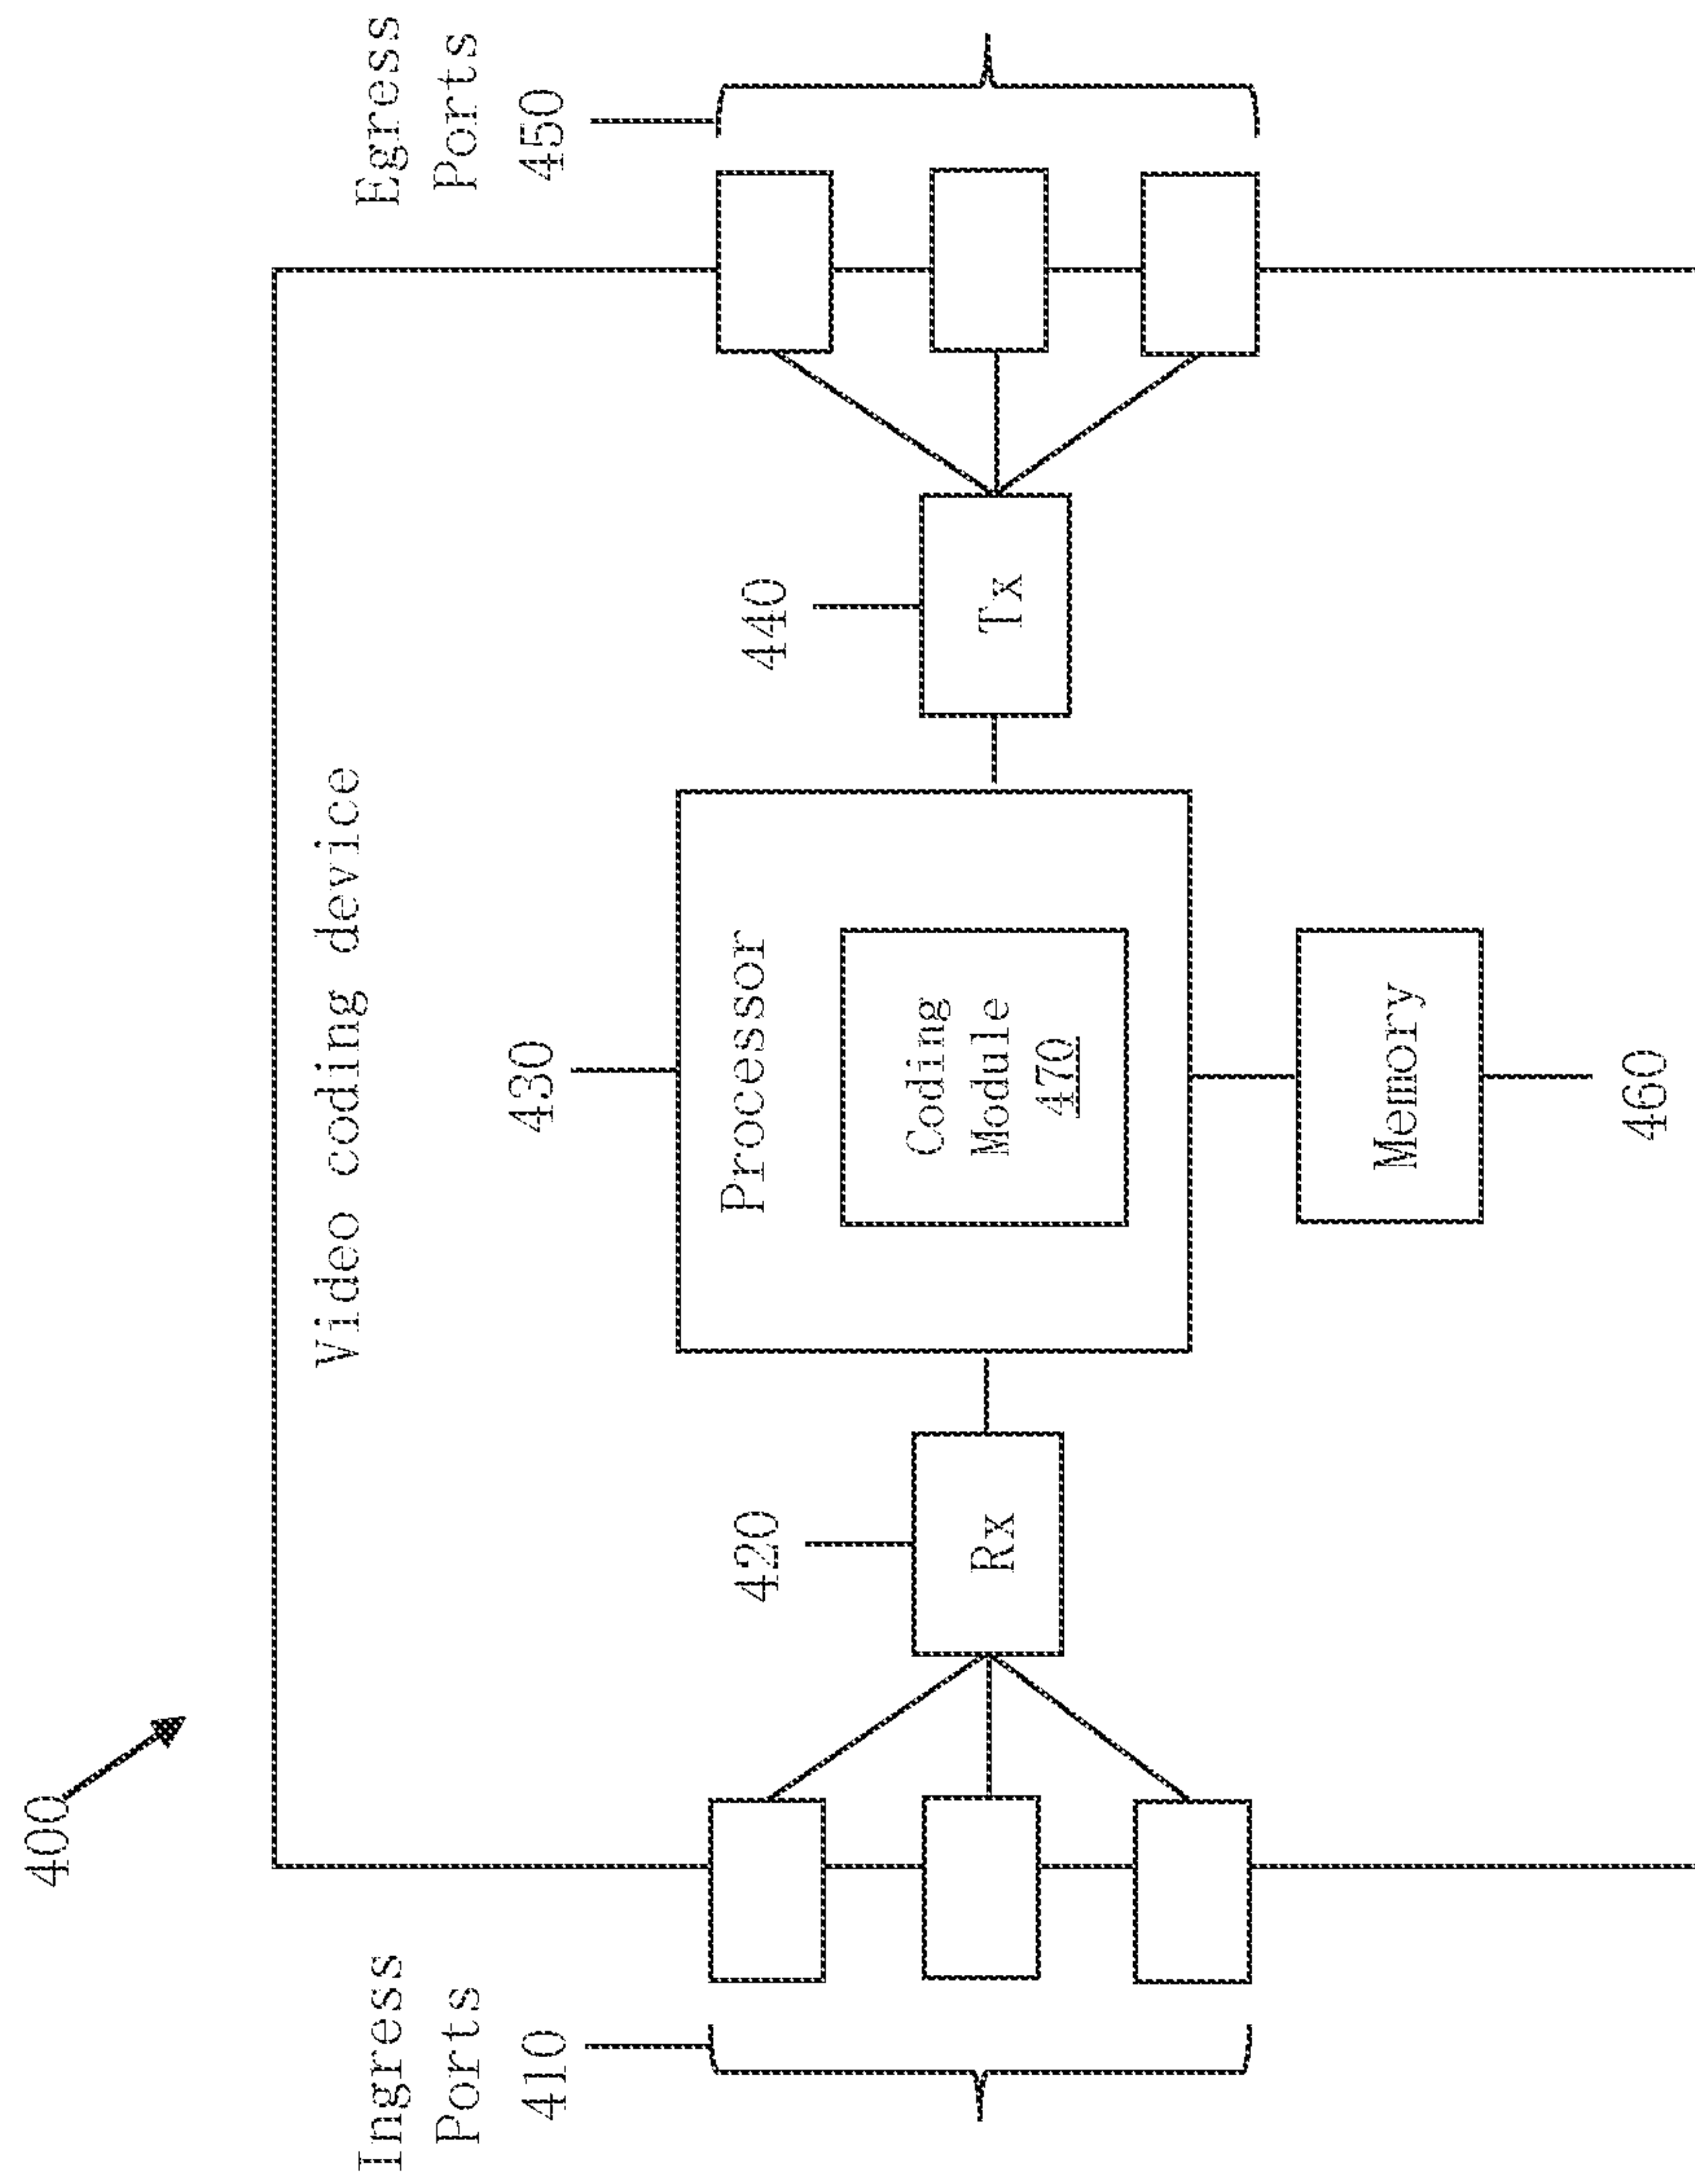 400
Video coding device
Ingress
Ports
410
Egress
Ports
450
430
Processor
420
Rx
440
Tx
Coding
Module
470
Memory
460